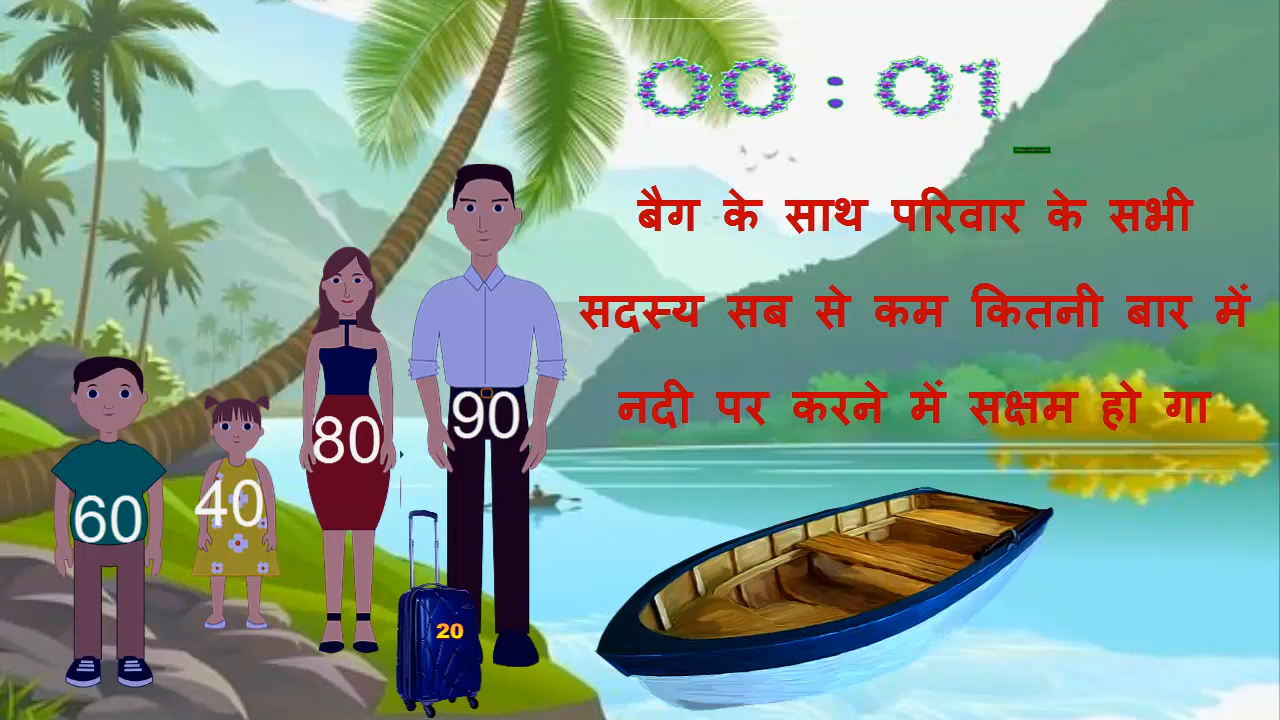 00:01
बैग के साथ परिवार के सभी
सदस्य सब से कम कितनी बार में
नदी पर करने में सक्षम हो गा
60
40
80
90
20